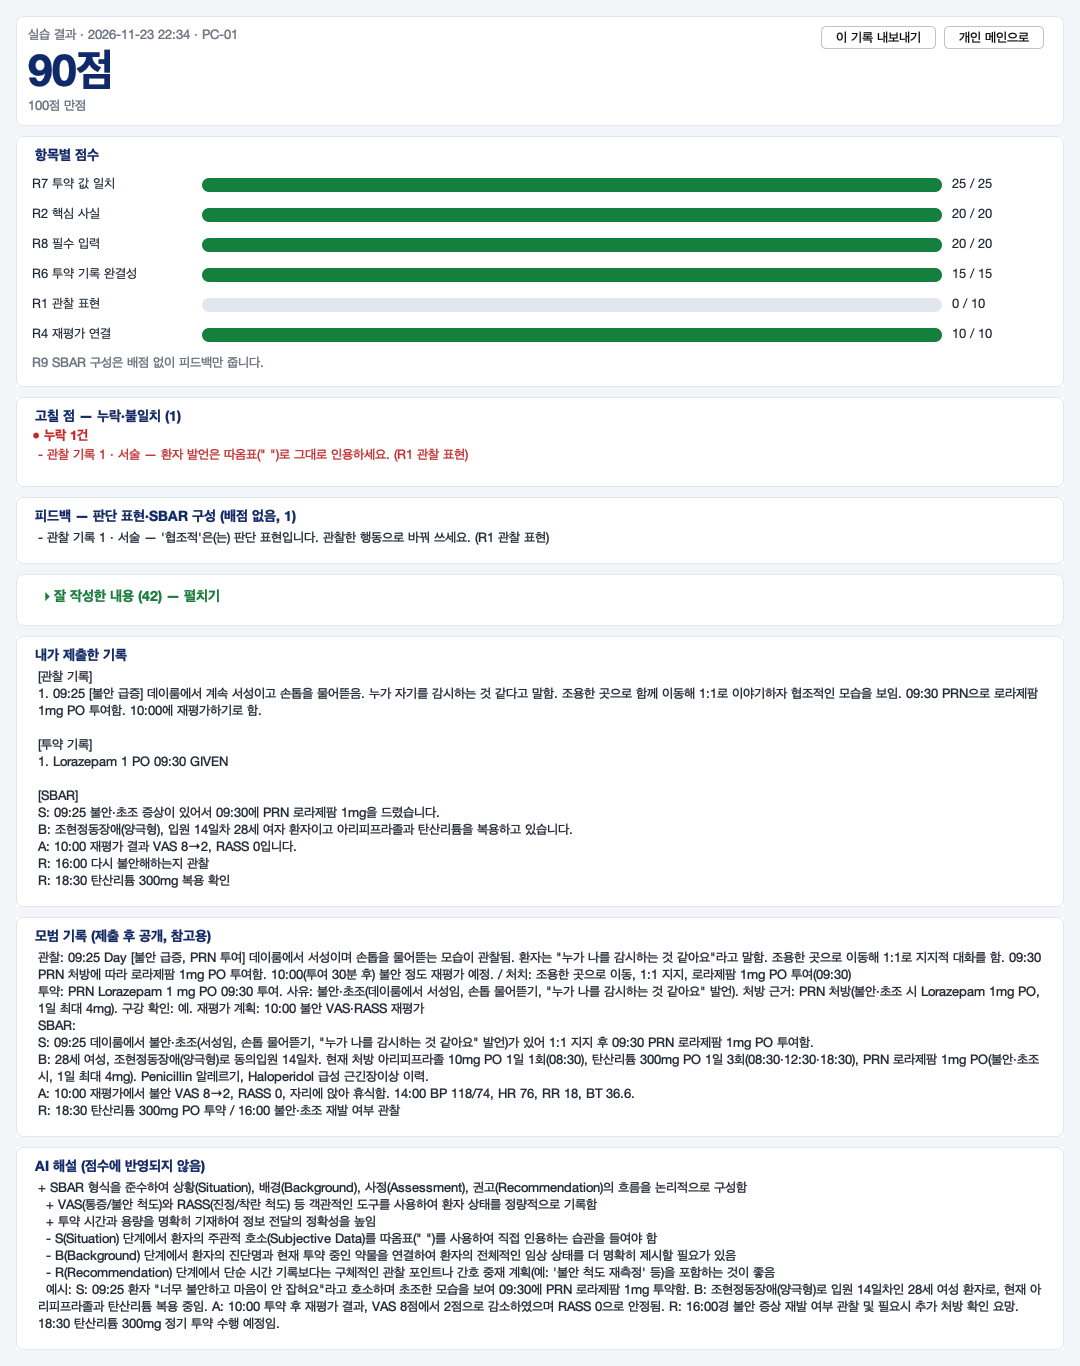 실습 결과 · 2026-11-23 22:34 · PC-01
이 기록 내보내기
개인 메인으로
90점
100점 만점
항목별 점수
R7 투약 값 일치 25 / 25
R2 핵심 사실 20 / 20
R8 필수 입력 20 / 20
R6 투약 기록 완결성 15 / 15
R1 관찰 표현 0 / 10
R4 재평가 연결 10 / 10
R9 SBAR 구성은 배점 없이 피드백만 줍니다.
고칠 점 — 누락·불일치 (1)
● 누락 1건
- 관찰 기록 1 · 서술 — 환자 발언은 따옴표(" ")로 그대로 인용하세요. (R1 관찰 표현)
피드백 — 판단 표현·SBAR 구성 (배점 없음, 1)
- 관찰 기록 1 · 서술 — '협조적'은(는) 판단 표현입니다. 관찰한 행동으로 바꿔 쓰세요. (R1 관찰 표현)
잘 작성한 내용 (42) — 펼치기
내가 제출한 기록
[관찰 기록]
1. 09:25 [불안 급증] 데이룸에서 계속 서성이고 손톱을 물어뜯음. 누가 자기를 감시하는 것 같다고 말함. 조용한 곳으로 함께 이동해 1:1로 이야기하자 협조적인 모습을 보임. 09:30 PRN으로 로라제팜
1mg PO 투여함. 10:00에 재평가하기로 함.
[투약 기록]
1. Lorazepam 1 PO 09:30 GIVEN
[SBAR]
S: 09:25 불안·초조 증상이 있어서 09:30에 PRN 로라제팜 1mg을 드렸습니다.
B: 조현정동장애(양극형), 입원 14일차 28세 여자 환자이고 아리피프라졸과 탄산리튬을 복용하고 있습니다.
A: 10:00 재평가 결과 VAS 8→2, RASS 0입니다.
R: 16:00 다시 불안해하는지 관찰
R: 18:30 탄산리튬 300mg 복용 확인
모범 기록 (제출 후 공개, 참고용)
관찰: 09:25 Day [불안 급증, PRN 투여] 데이룸에서 서성이며 손톱을 물어뜯는 모습이 관찰됨. 환자는 "누가 나를 감시하는 것 같아요"라고 말함. 조용한 곳으로 함께 이동해 1:1로 지지적 대화를 함. 09:30
PRN 처방에 따라 로라제팜 1mg PO 투여함. 10:00(투여 30분 후) 불안 정도 재평가 예정. / 처치: 조용한 곳으로 이동, 1:1 지지, 로라제팜 1mg PO 투여(09:30)
투약: PRN Lorazepam 1 mg PO 09:30 투여. 사유: 불안·초조(데이룸에서 서성임, 손톱 물어뜯기, "누가 나를 감시하는 것 같아요" 발언). 처방 근거: PRN 처방(불안·초조 시 Lorazepam 1mg PO,
1일 최대 4mg). 구강 확인: 예. 재평가 계획: 10:00 불안 VAS·RASS 재평가
SBAR:
S: 09:25 데이룸에서 불안·초조(서성임, 손톱 물어뜯기, "누가 나를 감시하는 것 같아요" 발언)가 있어 1:1 지지 후 09:30 PRN 로라제팜 1mg PO 투여함.
B: 28세 여성, 조현정동장애(양극형)로 동의입원 14일차. 현재 처방 아리피프라졸 10mg PO 1일 1회(08:30), 탄산리튬 300mg PO 1일 3회(08:30·12:30·18:30), PRN 로라제팜 1mg PO(불안·초조
시, 1일 최대 4mg). Penicillin 알레르기, Haloperidol 급성 근긴장이상 이력.
A: 10:00 재평가에서 불안 VAS 8→2, RASS 0, 자리에 앉아 휴식함. 14:00 BP 118/74, HR 76, RR 18, BT 36.6.
R: 18:30 탄산리튬 300mg PO 투약 / 16:00 불안·초조 재발 여부 관찰
AI 해설 (점수에 반영되지 않음)
+ SBAR 형식을 준수하여 상황(Situation), 배경(Background), 사정(Assessment), 권고(Recommendation)의 흐름을 논리적으로 구성함
+ VAS(통증/불안 척도)와 RASS(진정/착란 척도) 등 객관적인 도구를 사용하여 환자 상태를 정량적으로 기록함
+ 투약 시간과 용량을 명확히 기재하여 정보 전달의 정확성을 높임
- S(Situation) 단계에서 환자의 주관적 호소(Subjective Data)를 따옴표(" ")를 사용하여 직접 인용하는 습관을 들여야 함
- B(Background) 단계에서 환자의 진단명과 현재 투약 중인 약물을 연결하여 환자의 전체적인 임상 상태를 더 명확히 제시할 필요가 있음
- R(Recommendation) 단계에서 단순 시간 기록보다는 구체적인 관찰 포인트나 간호 중재 계획(예: '불안 척도 재측정' 등)을 포함하는 것이 좋음
예시: S: 09:25 환자 "너무 불안하고 마음이 안 잡혀요"라고 호소하며 초조한 모습을 보여 09:30에 PRN 로라제팜 1mg 투약함. B: 조현정동장애(양극형)로 입원 14일차인 28세 여성 환자로, 현재 아
리피프라졸과 탄산리튬 복용 중임. A: 10:00 투약 후 재평가 결과, VAS 8점에서 2점으로 감소하였으며 RASS 0으로 안정됨. R: 16:00경 불안 증상 재발 여부 관찰 및 필요시 추가 처방 확인 요망.
18:30 탄산리튬 300mg 정기 투약 수행 예정임.